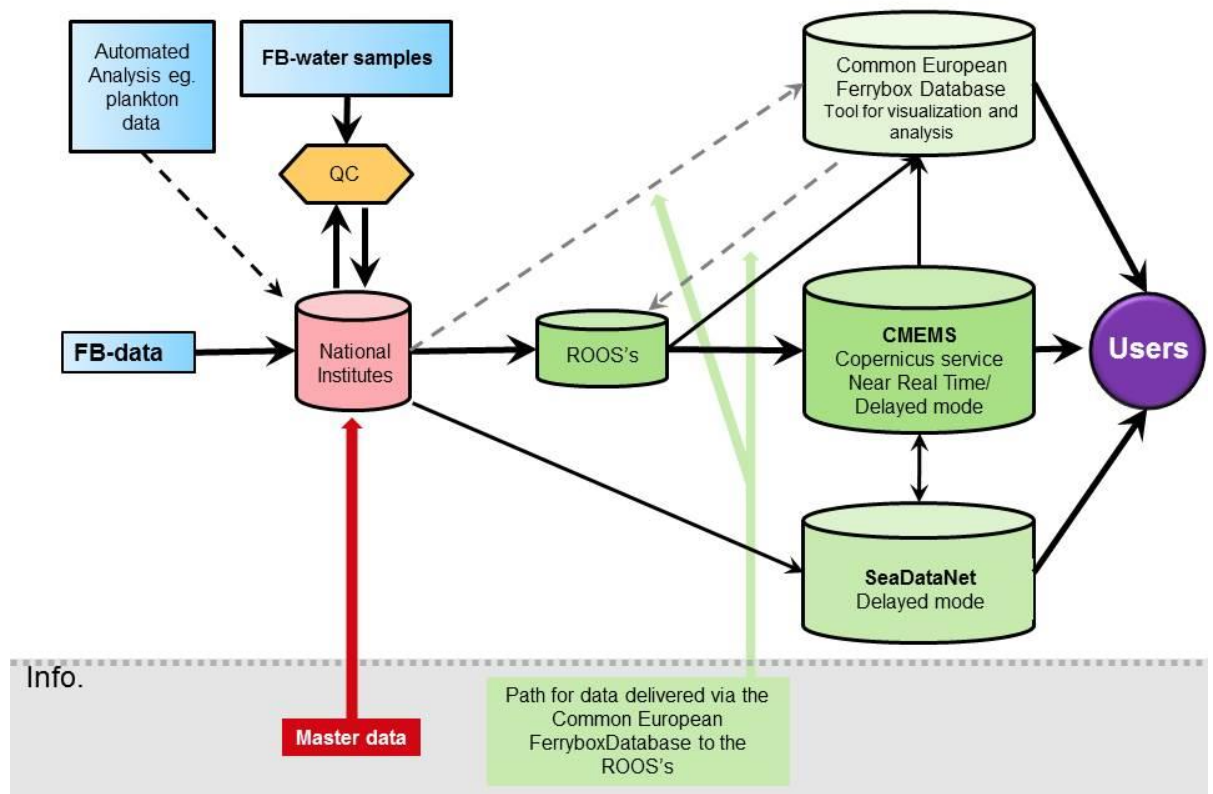 Automated
Analysis eg.
plankton
data
FB-water samples
QC
Common European
Ferrybox Database
Tool for visualization and
analysis
FB-data
National
Institutes
ROOS's
CMEMS
Copernicus service
Near Real Time/
Delayed mode
Users
SeaDataNet
Delayed mode
Info.
Master data
Path for data delivered via the
Common European
FerryboxDatabase to the
ROOS's